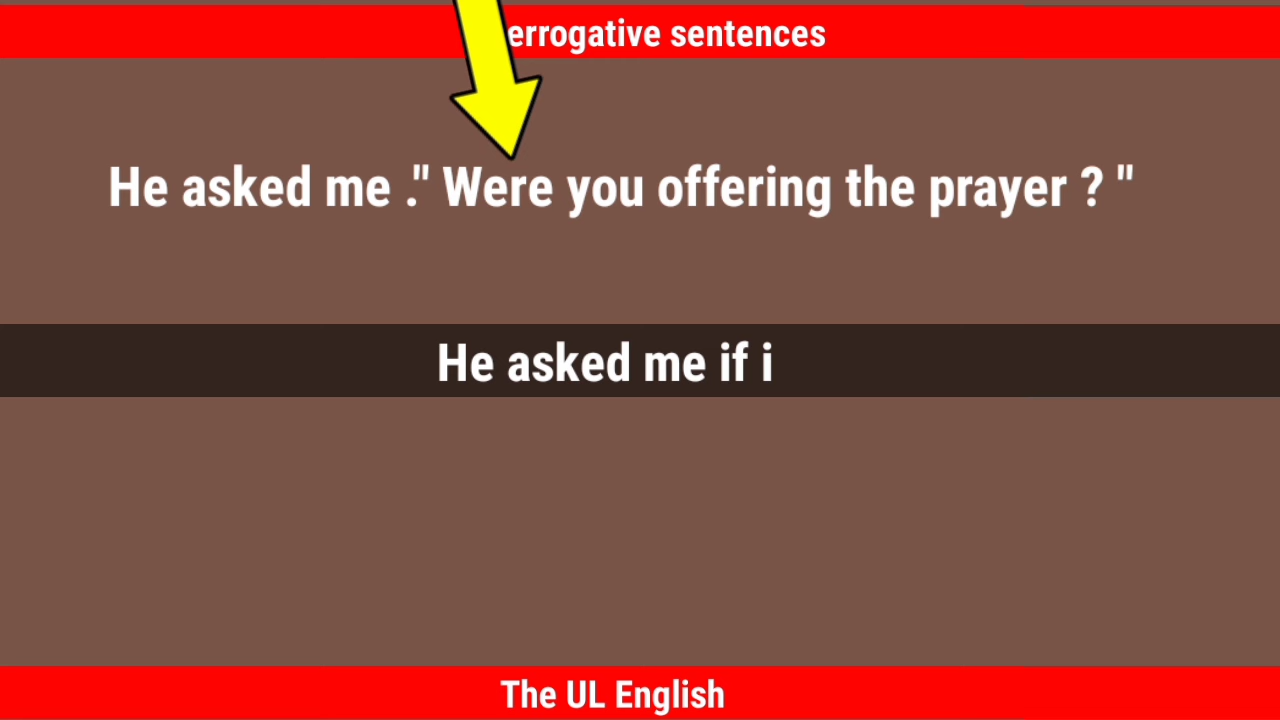 errogative sentences
He asked me ." Were you offering the prayer ? "
He asked me if i
The UL English